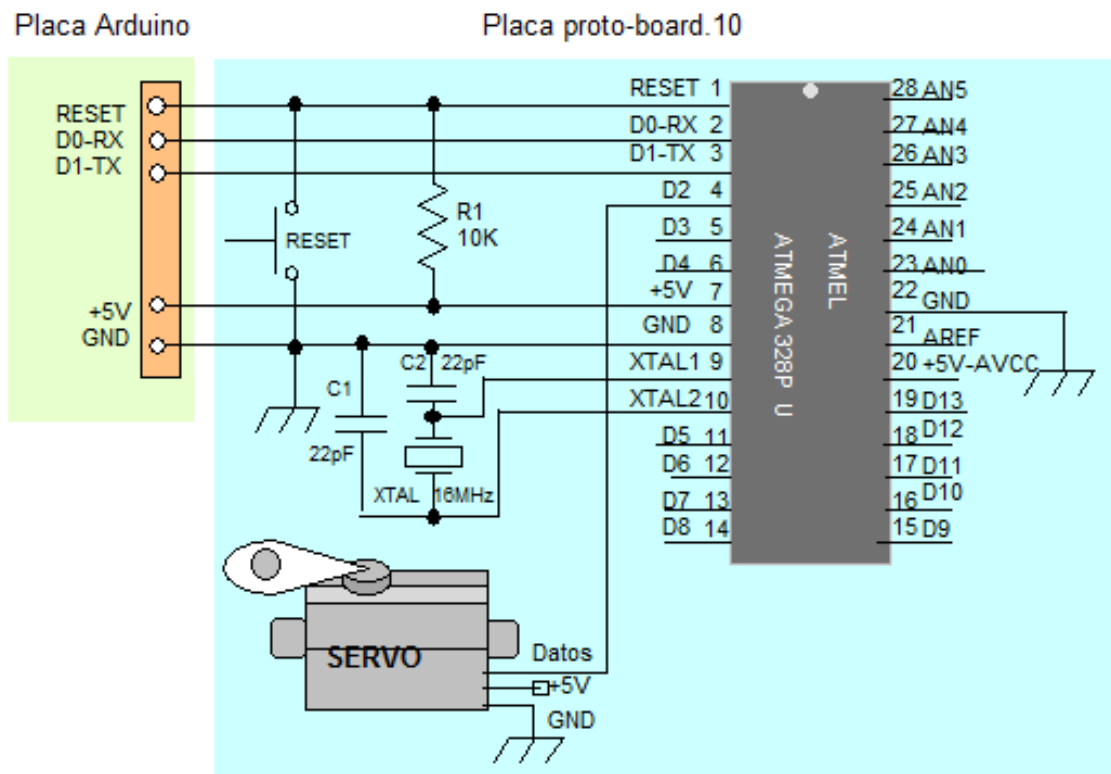 Placa Arduino
Placa proto-board.10
RESET
D0-RX
D1-TX
+5V
GND
RESET
R1
10K
C1
22pF
C2 22pF
XTAL 16MHz
RESET 1
D0-RX 2
D1-TX 3
D2 4
D3 5
D4 6
+5V 7
GND 8
XTAL1 9
XTAL2 10
D5 11
D6 12
D7 13
D8 14
ATMEL
ATMEGA328P U
28 AN5
27 AN4
26 AN3
25 AN2
24 AN1
23 AN0
22 GND
21 AREF
20 +5V-AVCC
19 D13
18 D12
17 D11
16 D10
15 D9
SERVO
Datos
+5V
GND